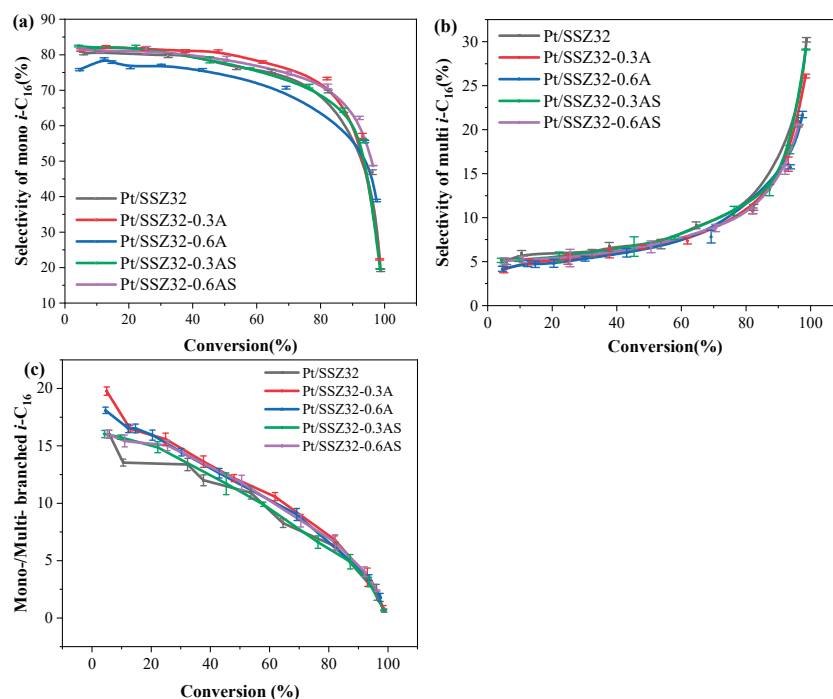 (a)
90
80
70
60
50
40
30
20
10
Selectivity of mono i-C16(%)
Pt/SSZ32
Pt/SSZ32-0.3A
Pt/SSZ32-0.6A
Pt/SSZ32-0.3AS
Pt/SSZ32-0.6AS
0 20 40 60 80 100
Conversion(%)
(b)
30
25
20
15
10
5
0
Selectivity of multi i-C16(%)
Pt/SSZ32
Pt/SSZ32-0.3A
Pt/SSZ32-0.6A
Pt/SSZ32-0.3AS
Pt/SSZ32-0.6AS
0 20 40 60 80 100
Conversion(%)
(c)
20
15
10
5
0
Mono-/Multi- branched i-C16
Pt/SSZ32
Pt/SSZ32-0.3A
Pt/SSZ32-0.6A
Pt/SSZ32-0.3AS
Pt/SSZ32-0.6AS
0 20 40 60 80 100
Conversion (%)